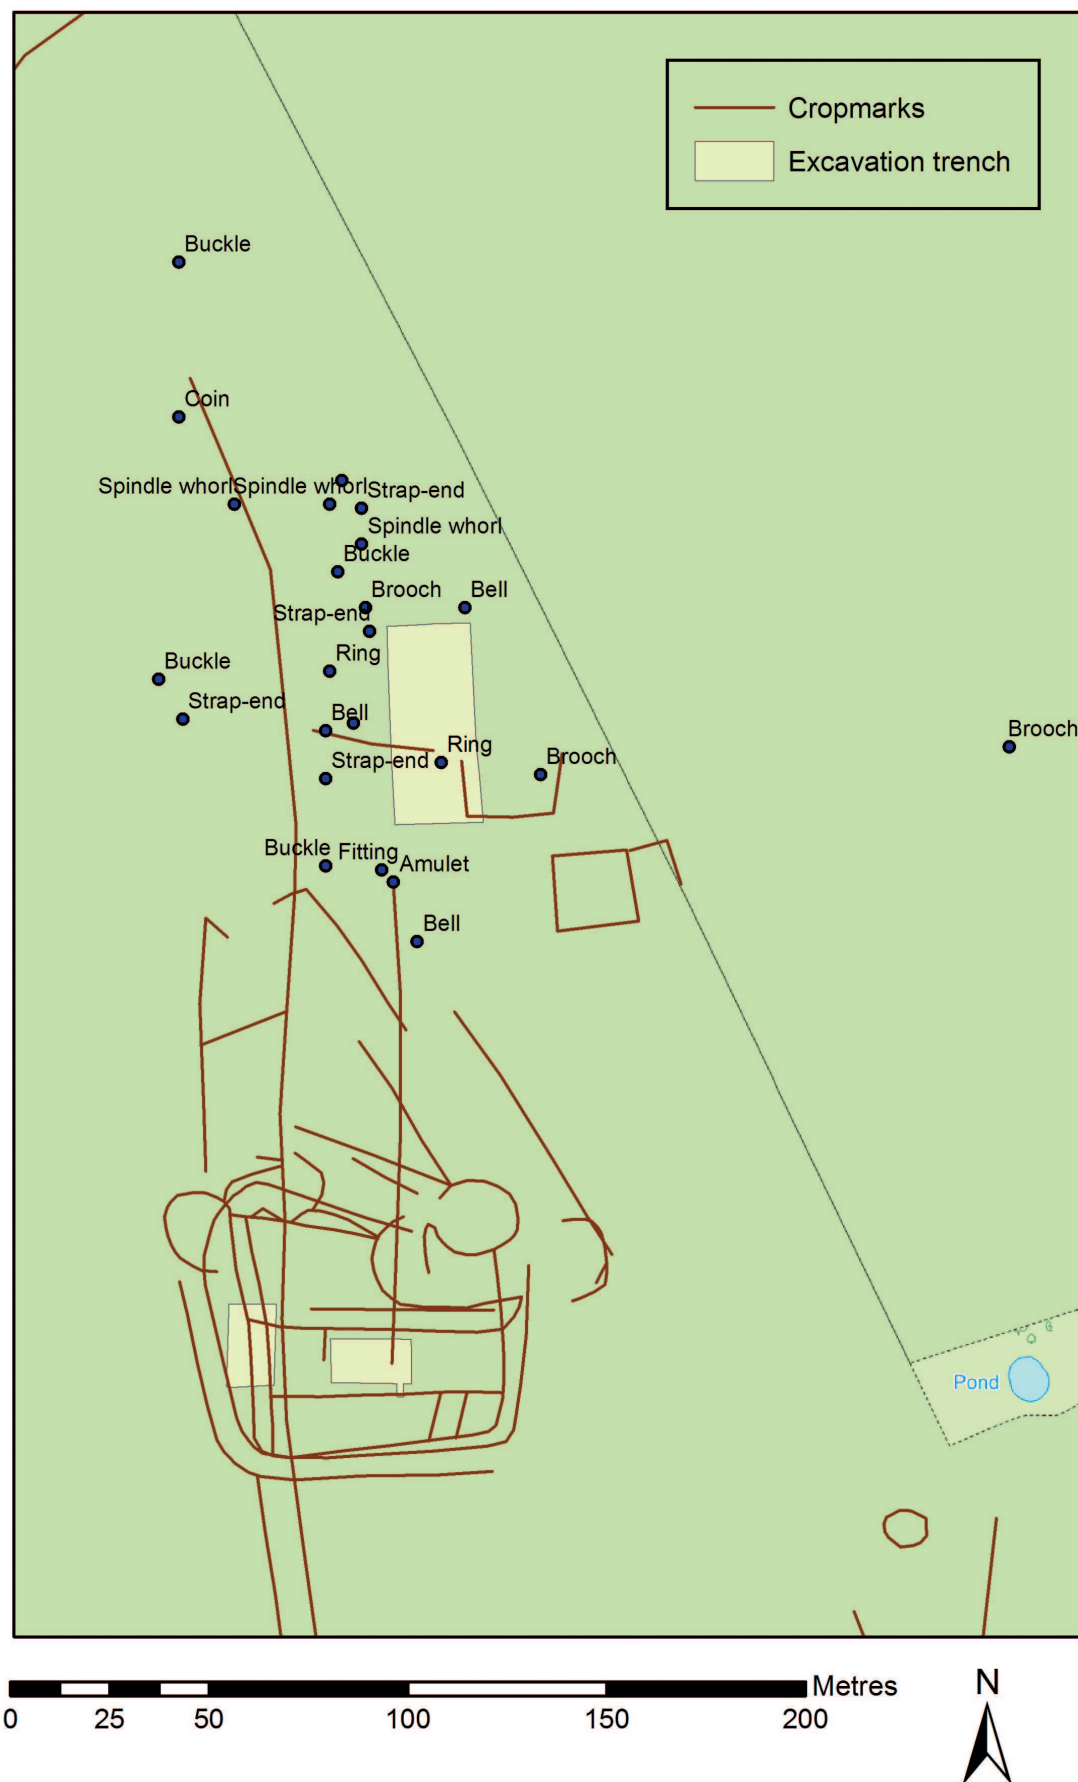 Cropmarks
Excavation trench
Buckle
Coin
Spindle whorl
Spindle whorl
Strap-end
Spindle whorl
Buckle
Brooch
Bell
Strap-end
Ring
Buckle
Strap-end
Bell
Brooch
Ring
Strap-end
Brooch
Buckle
Fitting
Amulet
Bell
Pond
Metres
0 25 50 100 150 200
N